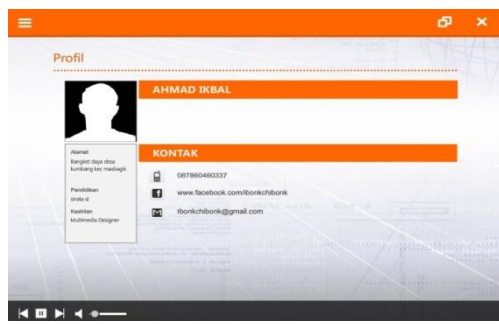 Profil
AHMAD IKBAL
Alamat
Bangket daya desa
kumbang kec masbagik
Pendidikan
strata si
Keahlian
Multimedia Designer
KONTAK
087860460337
www.facebook.com/ibonkchibonk
Ibonkchibonk@gmail.com